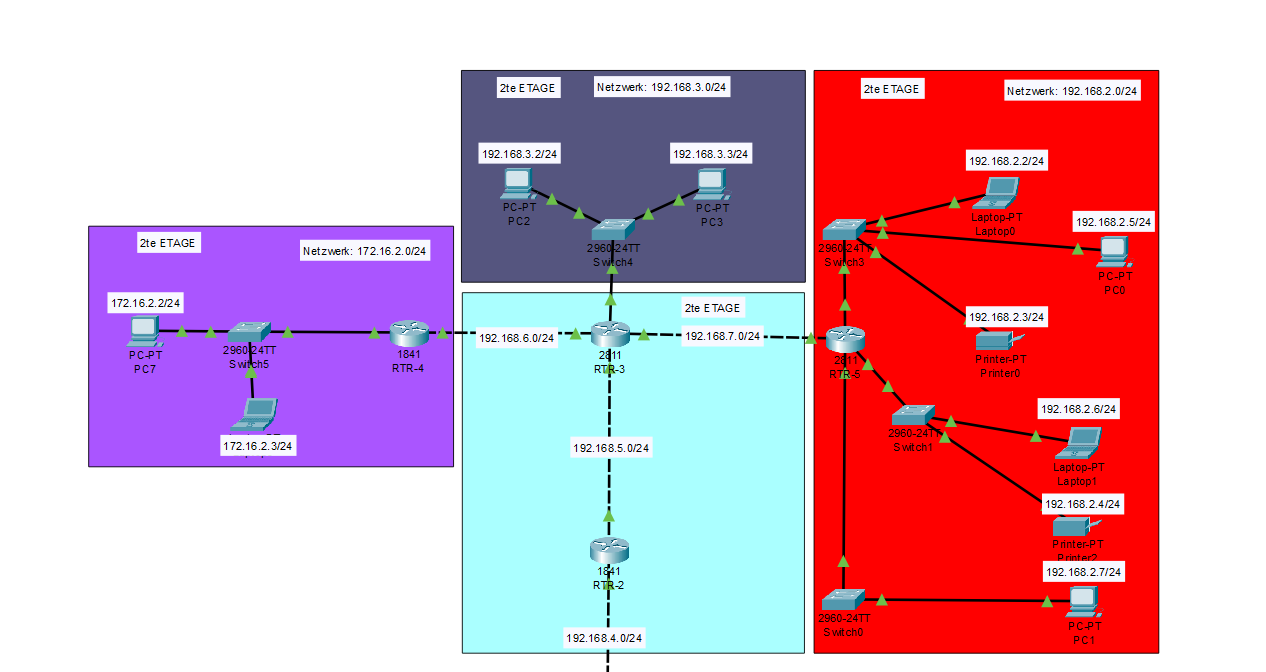 2te ETAGE
Netzwerk: 192.168.3.0/24
192.168.3.2/24
192.168.3.3/24
PC-PT
PC2
PC-PT
PC3
2960-24TT
Switch4
2te ETAGE
Netzwerk: 192.168.2.0/24
192.168.2.2/24
Laptop-PT
Laptop0
192.168.2.5/24
PC-PT
PC0
2960-24TT
Switch3
192.168.2.3/24
Printer-PT
Printer0
2811
RTR-5
192.168.2.6/24
2960-24TT
Switch1
Laptop-PT
Laptop1
192.168.2.4/24
Printer-PT
Printer2
192.168.2.7/24
2960-24TT
Switch0
PC-PT
PC1
2te ETAGE
Netzwerk: 172.16.2.0/24
172.16.2.2/24
PC-PT
PC7
2960-24TT
Switch5
1841
RTR-4
172.16.2.3/24
2te ETAGE
192.168.6.0/24
2811
RTR-3
192.168.7.0/24
192.168.5.0/24
1841
RTR-2
192.168.4.0/24